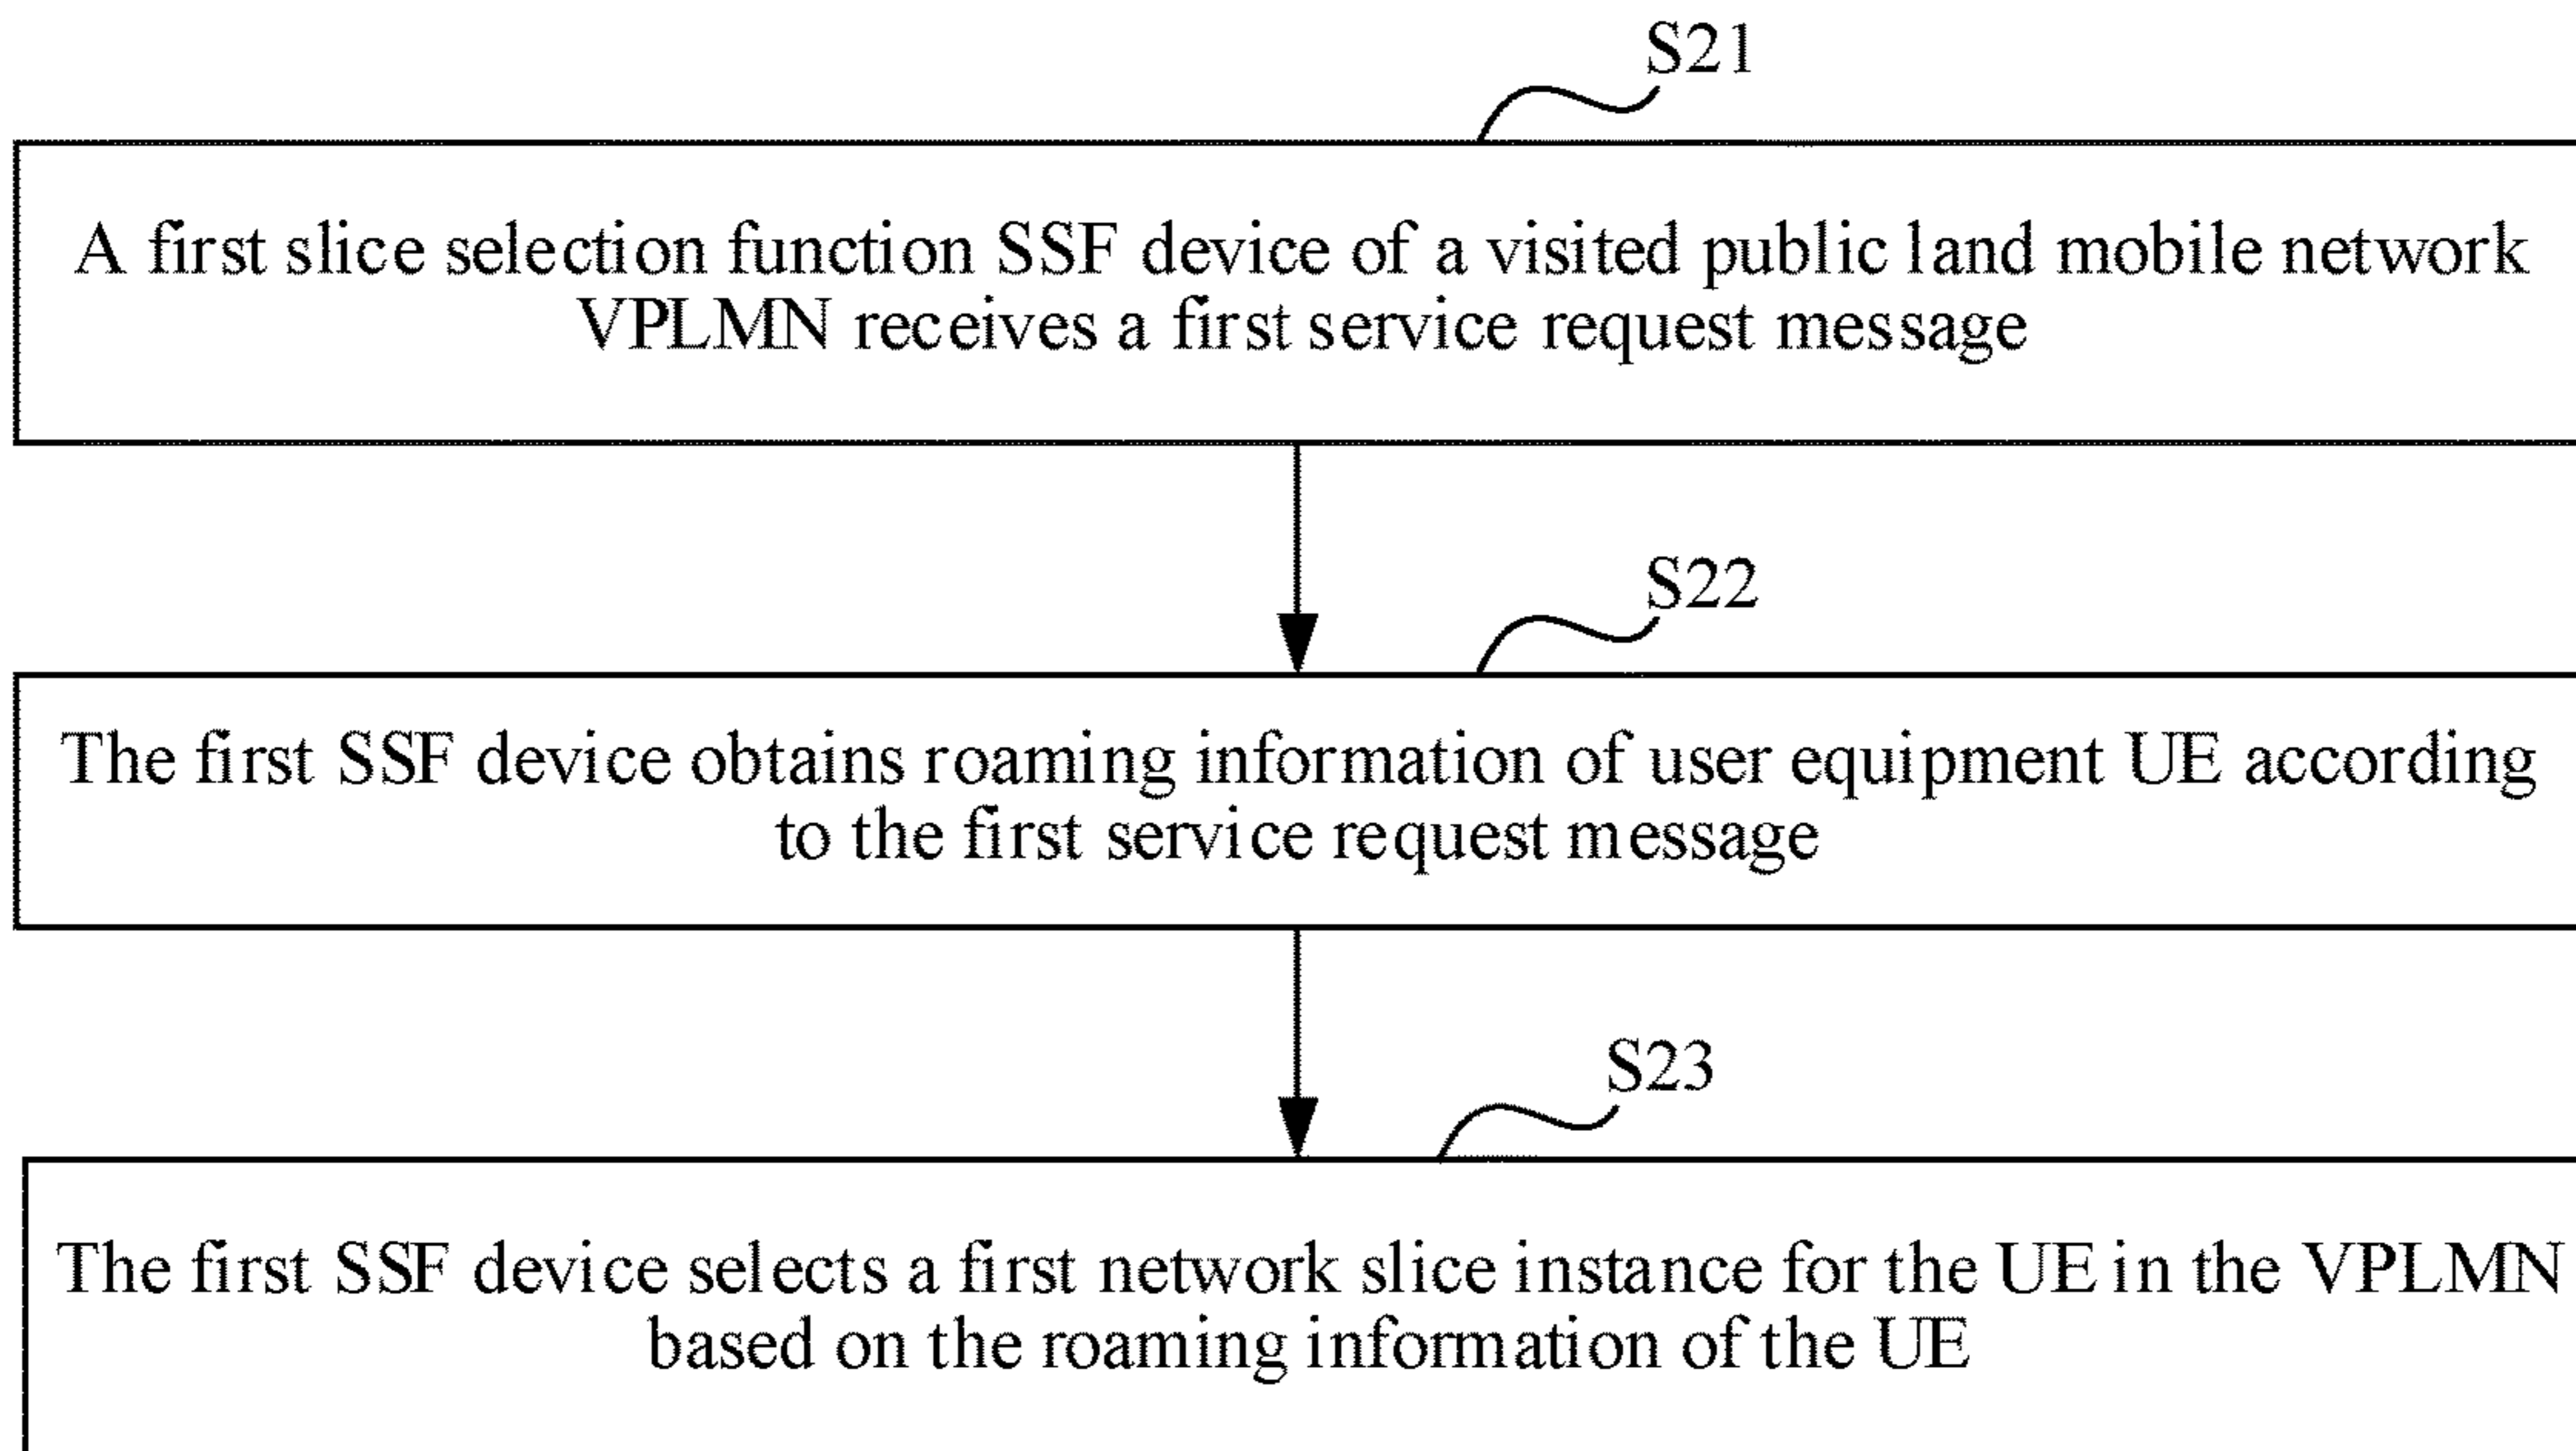 S21
A first slice selection function SSF device of a visited public land mobile network
VPLMN receives a first service request message
S22
The first SSF device obtains roaming information of user equipment UE according
to the first service request message
S23
The first SSF device selects a first network slice instance for the UE in the VPLMN
based on the roaming information of the UE